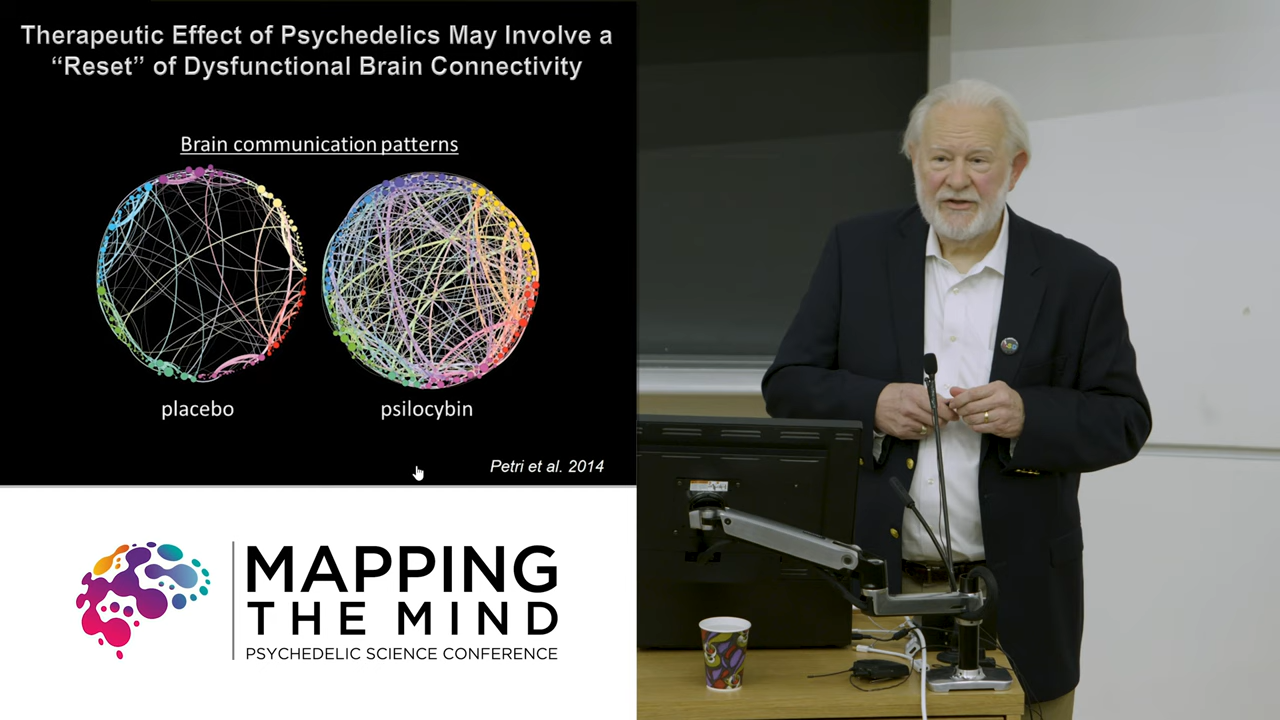 Therapeutic Effect of Psychedelics May Involve a
“Reset” of Dysfunctional Brain Connectivity
Brain communication patterns
placebo
psilocybin
Petri et al. 2014
MAPPING
THE MIND
PSYCHEDELIC SCIENCE CONFERENCE